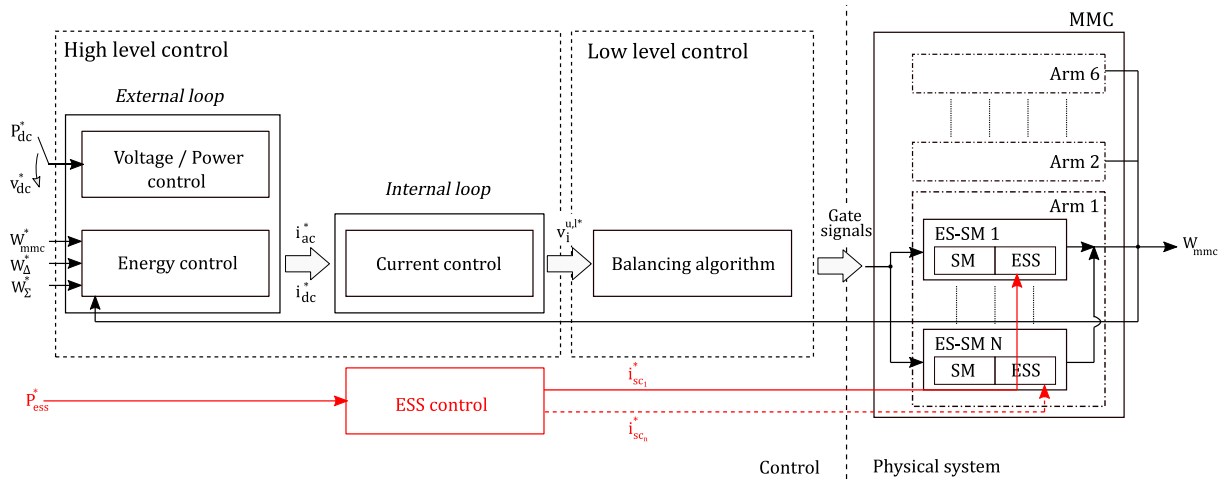 MMC
High level control
Low level control
External loop
Arm 6
P*dc
v*dc
Voltage / Power
control
Arm 2
Internal loop
Arm 1
W*mmc
W*Δ
W*Σ
Energy control
i*ac
i*dc
Current control
v_i^u,l*
Balancing algorithm
Gate
signals
ES-SM 1
SM
ESS
Wmmc
ES-SM N
SM
ESS
P*ess
ESS control
i*sc1
i*scn
Control
Physical system